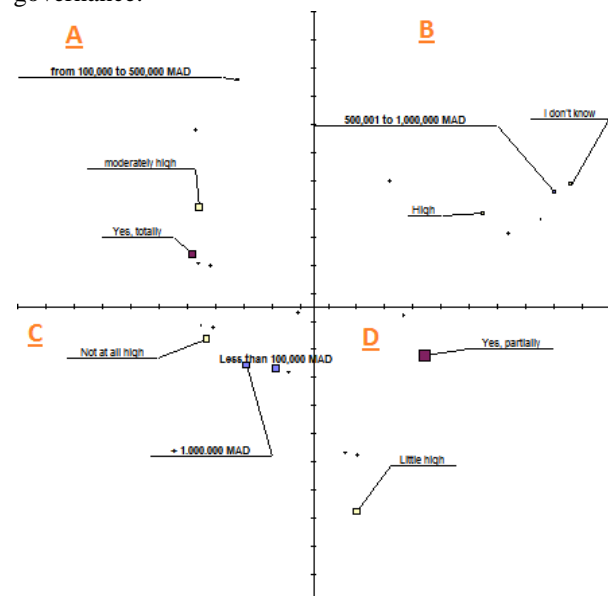 governance.
A
B
from 100,000 to 500,000 MAD
I don't know
500,001 to 1,000,000 MAD
moderately high
High
Yes, totally
C
D
Yes, partially
Not at all high
Less than 100,000 MAD
+ 1.000.000 MAD
Little high